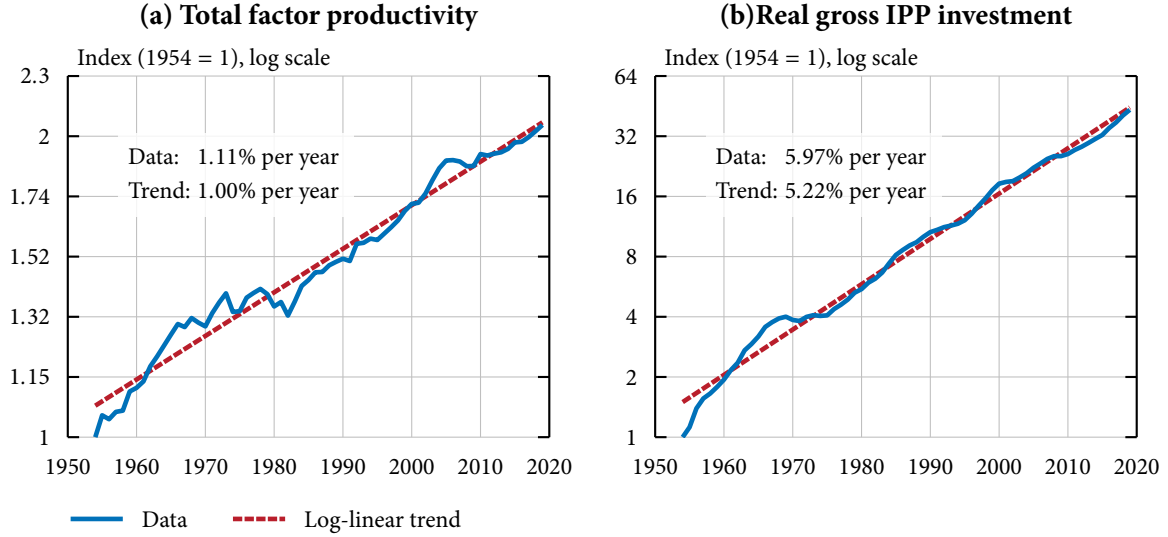 (a) Total factor productivity
Index (1954 = 1), log scale
2.3
2
1.74
1.52
1.32
1.15
1
Data: 1.11% per year
Trend: 1.00% per year
1950 1960 1970 1980 1990 2000 2010 2020
(b)Real gross IPP investment
Index (1954 = 1), log scale
64
32
16
8
4
2
1
Data: 5.97% per year
Trend: 5.22% per year
1950 1960 1970 1980 1990 2000 2010 2020
Data Log-linear trend